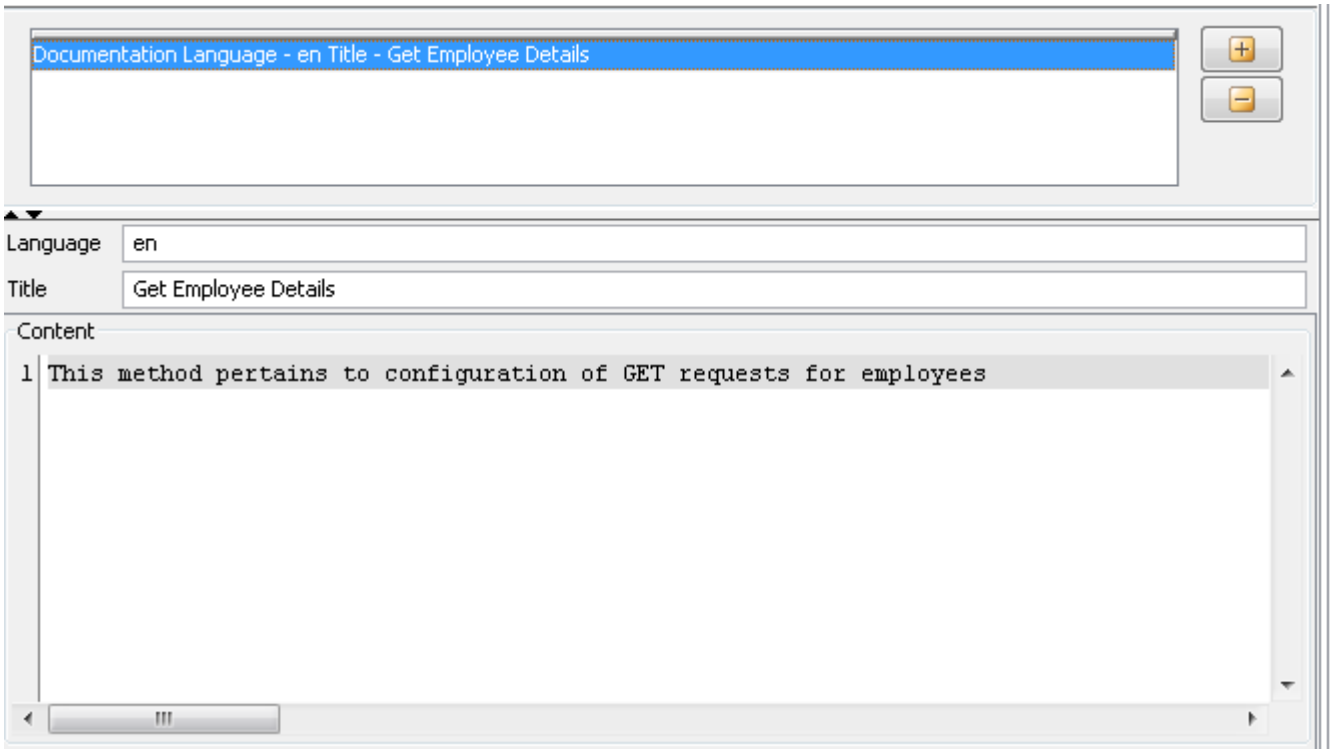 Documentation Language - en Title - Get Employee Details
Language en
Title Get Employee Details
Content
1 This method pertains to configuration of GET requests for employees